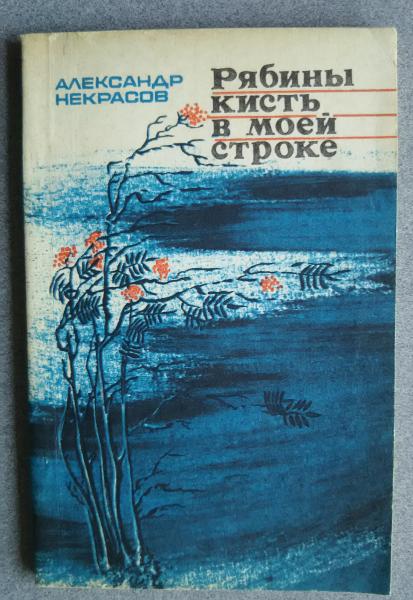 АЛЕКСАНДР
НЕКРАСОВ
Рябины
кисть
в моей
строке